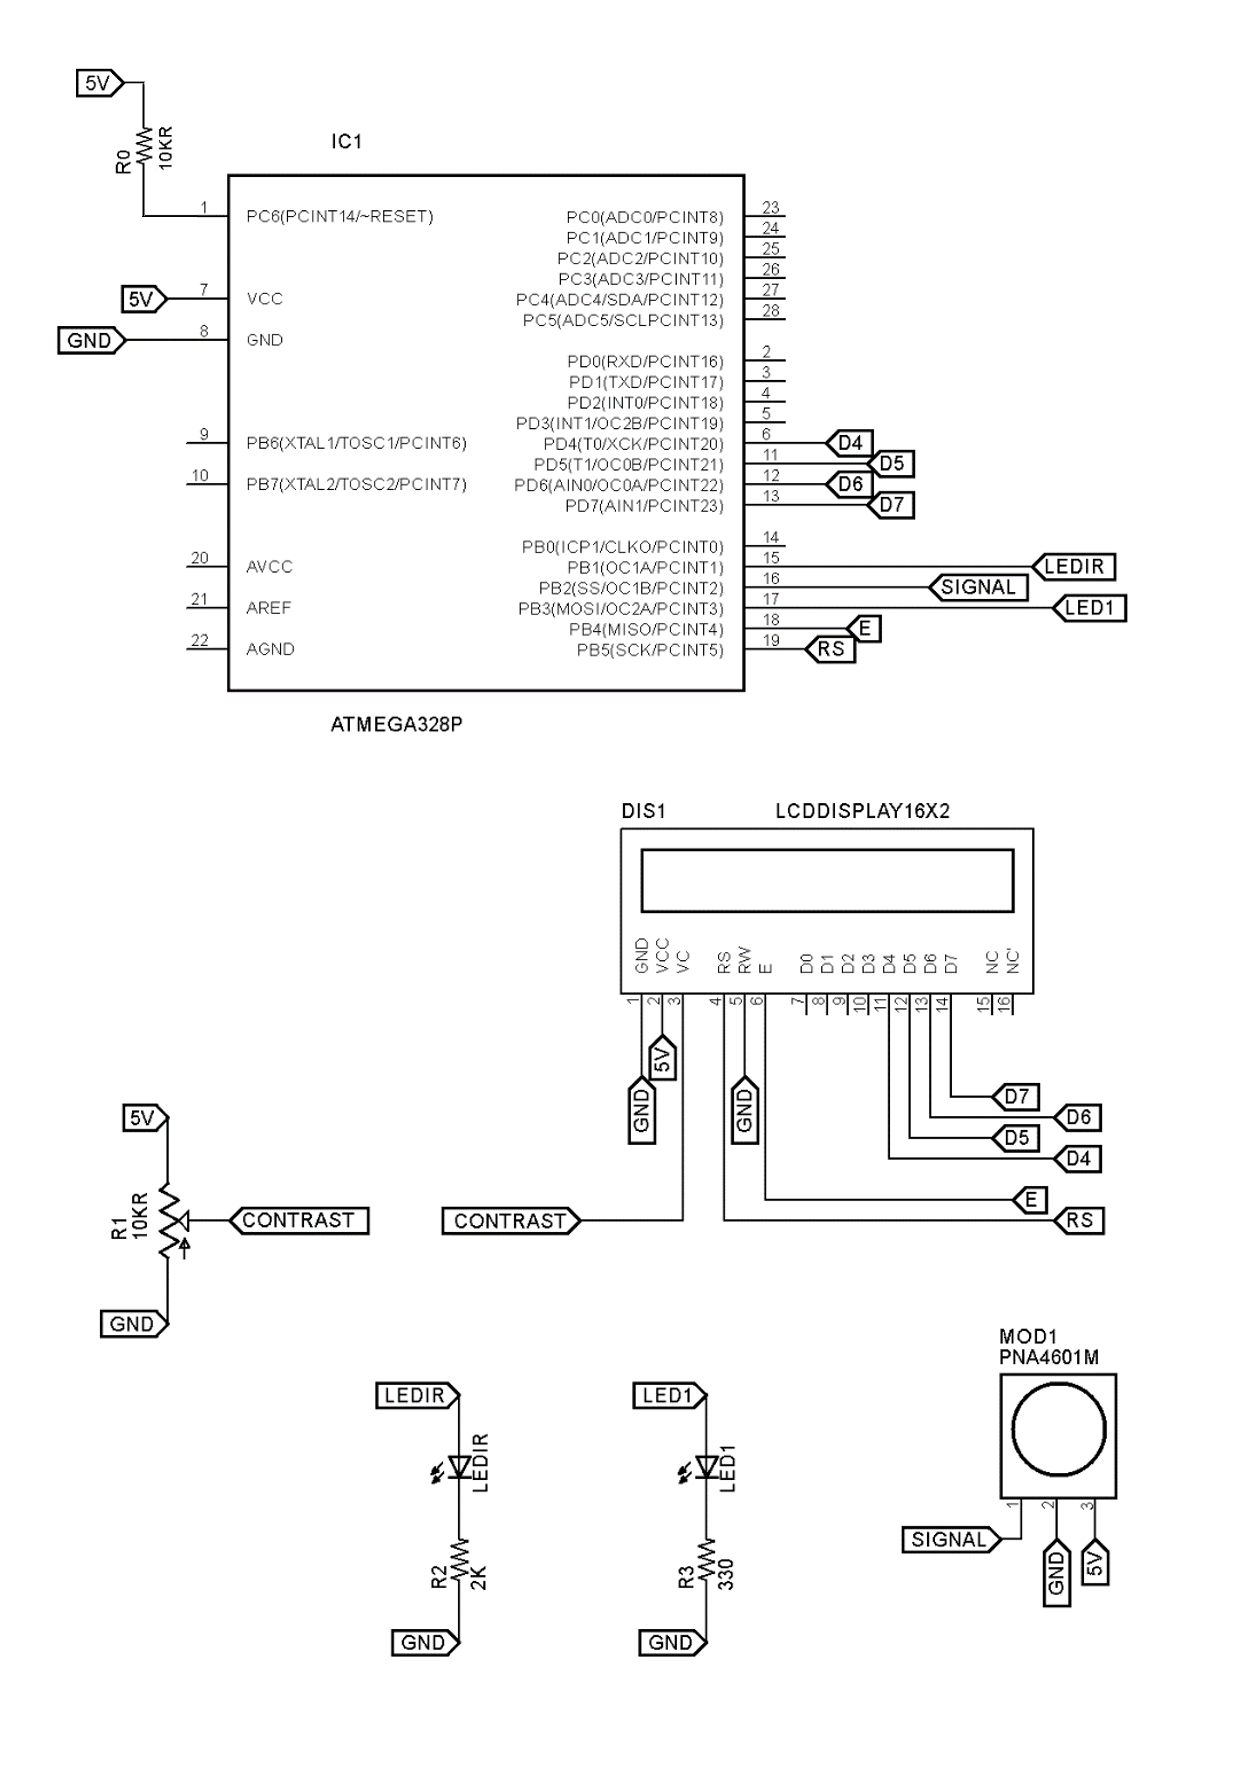 5V
R0
10KR
IC1
1
PC6(PCINT14/~RESET)
5V
7
VCC
GND
8
GND
9
PB6(XTAL1/TOSC1/PCINT6)
10
PB7(XTAL2/TOSC2/PCINT7)
20
AVCC
21
AREF
22
AGND
PC0(ADC0/PCINT8)
23
PC1(ADC1/PCINT9)
24
PC2(ADC2/PCINT10)
25
PC3(ADC3/PCINT11)
26
PC4(ADC4/SDA/PCINT12)
27
PC5(ADC5/SCLPCINT13)
28
PD0(RXD/PCINT16)
2
PD1(TXD/PCINT17)
3
PD2(INT0/PCINT18)
4
PD3(INT1/OC2B/PCINT19)
5
PD4(T0/XCK/PCINT20)
6
D4
PD5(T1/OC0B/PCINT21)
11
D5
PD6(AIN0/OC0A/PCINT22)
12
D6
PD7(AIN1/PCINT23)
13
D7
PB0(ICP1/CLKO/PCINT0)
14
PB1(OC1A/PCINT1)
15
LEDIR
PB2(SS/OC1B/PCINT2)
16
SIGNAL
PB3(MOSI/OC2A/PCINT3)
17
LED1
PB4(MISO/PCINT4)
18
E
PB5(SCK/PCINT5)
19
RS
ATMEGA328P
DIS1
LCDDISPLAY16X2
GND
VCC
VC
RS
RW
E
D0
D1
D2
D3
D4
D5
D6
D7
NC
NC'
1
2
3
4
5
6
7
8
9
10
11
12
13
14
15
16
5V
GND
GND
D7
D6
D5
D4
E
RS
CONTRAST
5V
R1
10KR
CONTRAST
GND
LEDIR
LEDIR
R2
2K
GND
LED1
LED1
R3
330
GND
MOD1
PNA4601M
1
2
3
SIGNAL
GND
5V